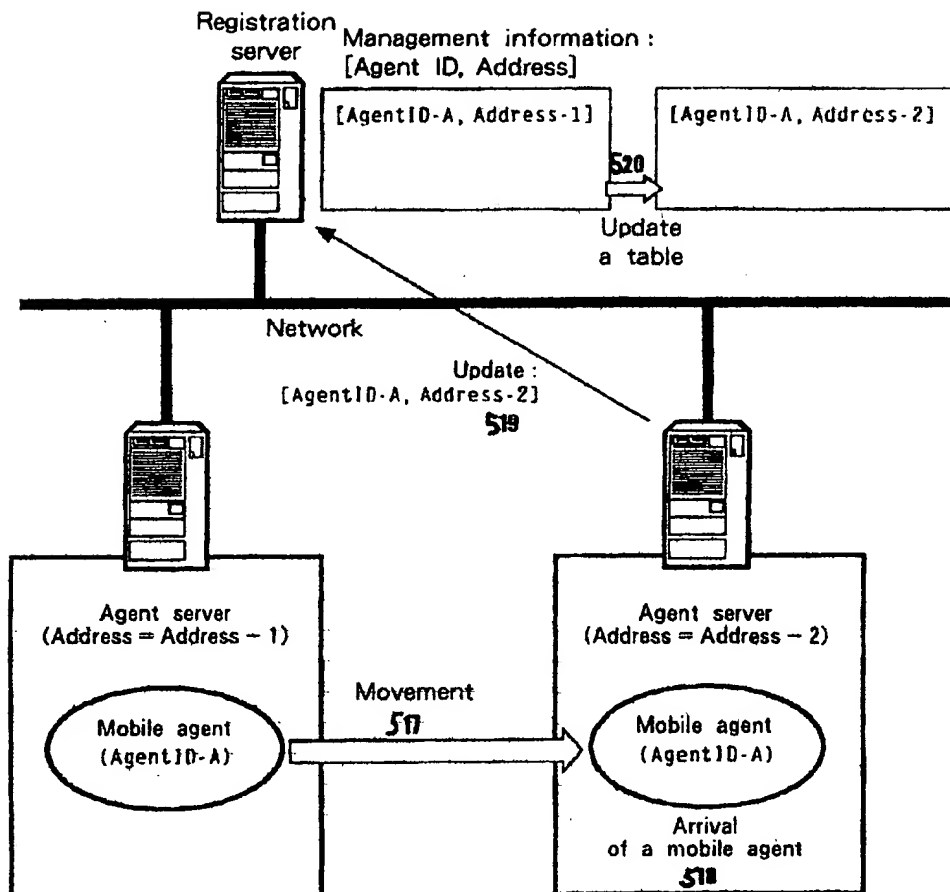 Registration
server
Management information :
[Agent ID, Address]
[AgentID-A, Address-1]
[AgentID-A, Address-2]
520
Update
a table
Network
Update :
[AgentID-A, Address-2]
519
Agent server
(Address = Address - 1)
Agent server
(Address = Address - 2)
Movement
517
Mobile agent
(AgentID-A)
Mobile agent
(AgentID-A)
Arrival
of a mobile agent
518